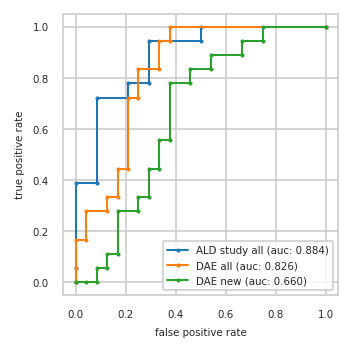 1.0
0.8
0.6
0.4
0.2
0.0
true positive rate
ALD study all (auc: 0.884)
DAE all (auc: 0.826)
DAE new (auc: 0.660)
0.0 0.2 0.4 0.6 0.8 1.0
false positive rate